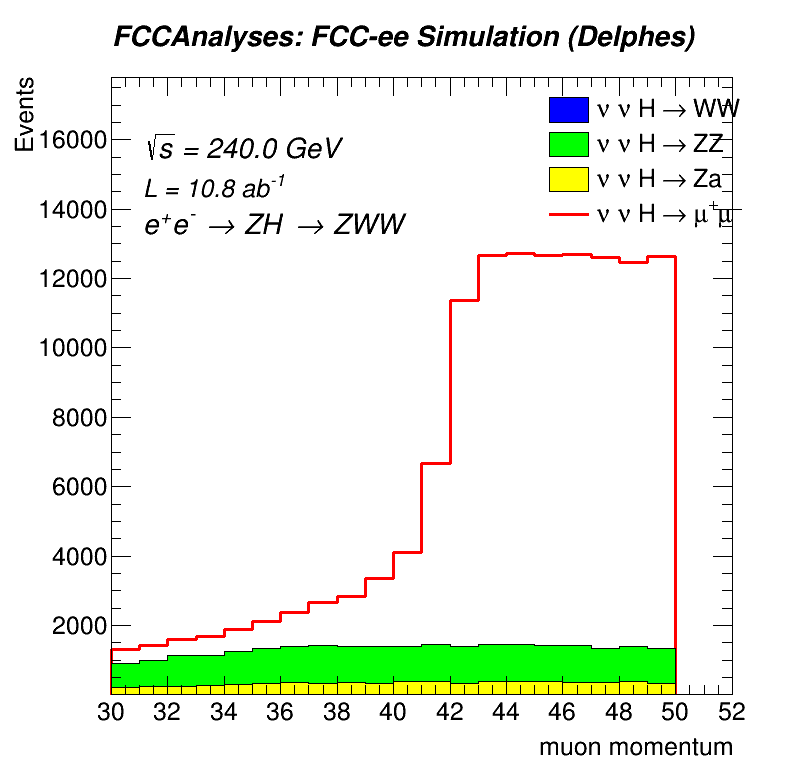 FCCAnalyses: FCC-ee Simulation (Delphes)
Events
√s = 240.0 GeV
L = 10.8 ab⁻¹
e⁺e⁻ → ZH → ZWW
ν ν H → WW
ν ν H → ZZ
ν ν H → Za
ν ν H → μ⁺μ
16000
14000
12000
10000
8000
6000
4000
2000
30 32 34 36 38 40 42 44 46 48 50 52
muon momentum